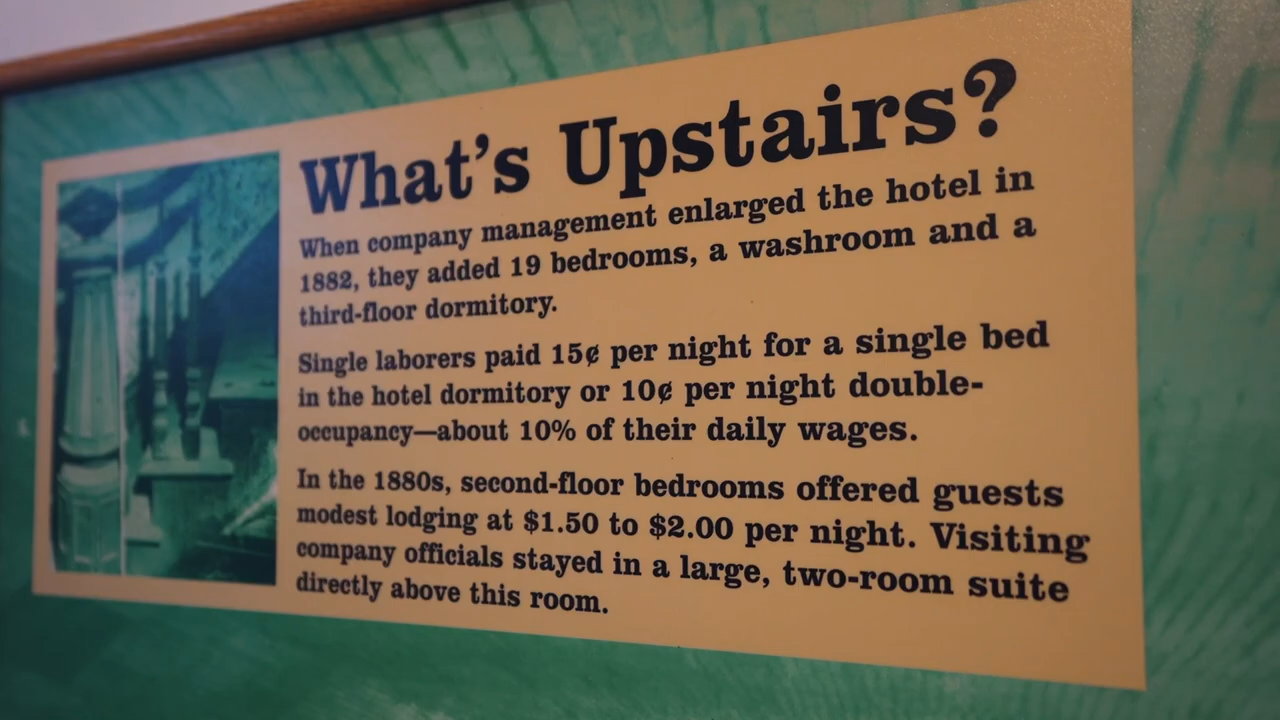 What's Upstairs?
When company management enlarged the hotel in
1882, they added 19 bedrooms, a washroom and a
third-floor dormitory.
Single laborers paid 15¢ per night for a single bed
in the hotel dormitory or 10¢ per night double-
occupancy—about 10% of their daily wages.
In the 1880s, second-floor bedrooms offered guests
modest lodging at $1.50 to $2.00 per night. Visiting
company officials stayed in a large, two-room suite
directly above this room.